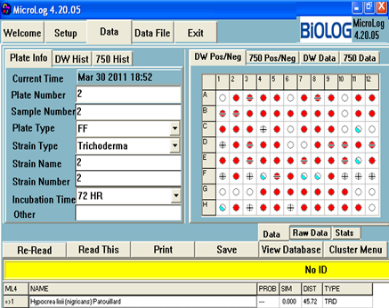 MicroLog 4.20.05
Welcome Setup Data Data File Exit
BIOLOG MicroLog 4.20.05
Plate Info DW Hist 750 Hist
DW Pos/Neg 750 Pos/Neg DW Data 750 Data
Current Time Mar 30 2011 18:52
Plate Number 2
Sample Number 2
Plate Type FF
Strain Type Trichoderma
Strain Name 2
Strain Number 2
Incubation Time 72 HR
Other
1 2 3 4 5 6 7 8 9 10 11 12
A
B
C
D
E
F
G
H
Data Raw Data Stats
Re-Read Read This Print Save View Database Cluster Menu
No ID
ML4 NAME PROB SIM DIST TYPE
=>1 (nigricans) Patouillard --- 0.000 45.72 TRID